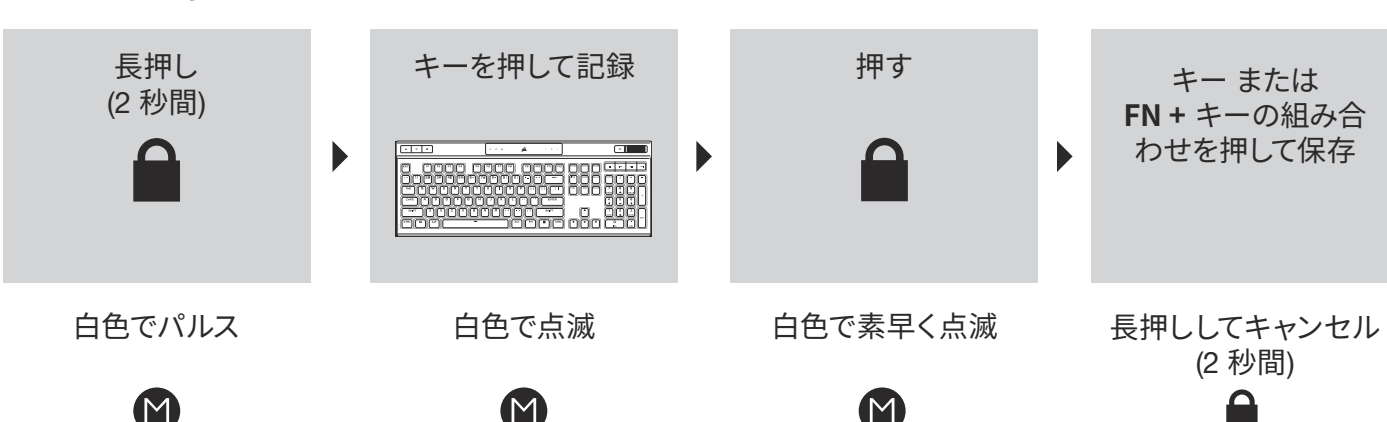 長押し
(2 秒間)
キーを押して記録
押す
キー または
FN + キーの組み合
わせを押して保存
白色でパルス
白色で点滅
白色で素早く点滅
長押ししてキャンセル
(2 秒間)
M
M
M